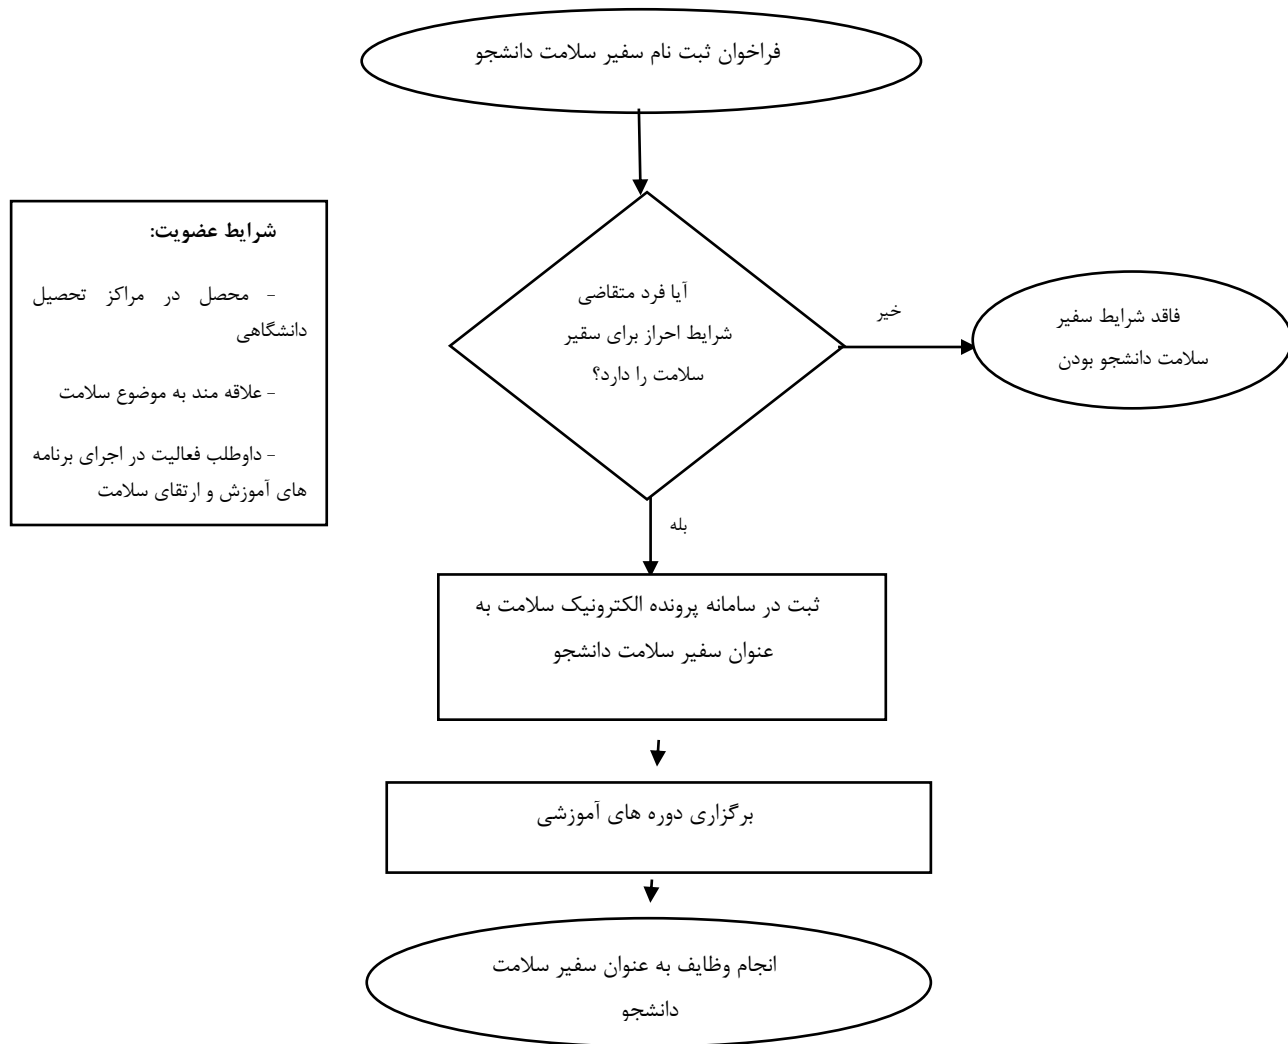 فراخوان ثبت نام سفیر سلامت دانشجو
شرایط عضویت:
- محصل در مراکز تحصیل
دانشگاهی
- علاقه مند به موضوع سلامت
- داوطلب فعالیت در اجرای برنامه
های آموزش و ارتقای سلامت
آیا فرد متقاضی
شرایط احراز برای سقیر
سلامت را دارد؟
خیر
فاقد شرایط سفیر
سلامت دانشجو بودن
بله
ثبت در سامانه پرونده الکترونیک سلامت به
عنوان سفیر سلامت دانشجو
برگزاری دوره های آموزشی
انجام وظایف به عنوان سفیر سلامت
دانشجو